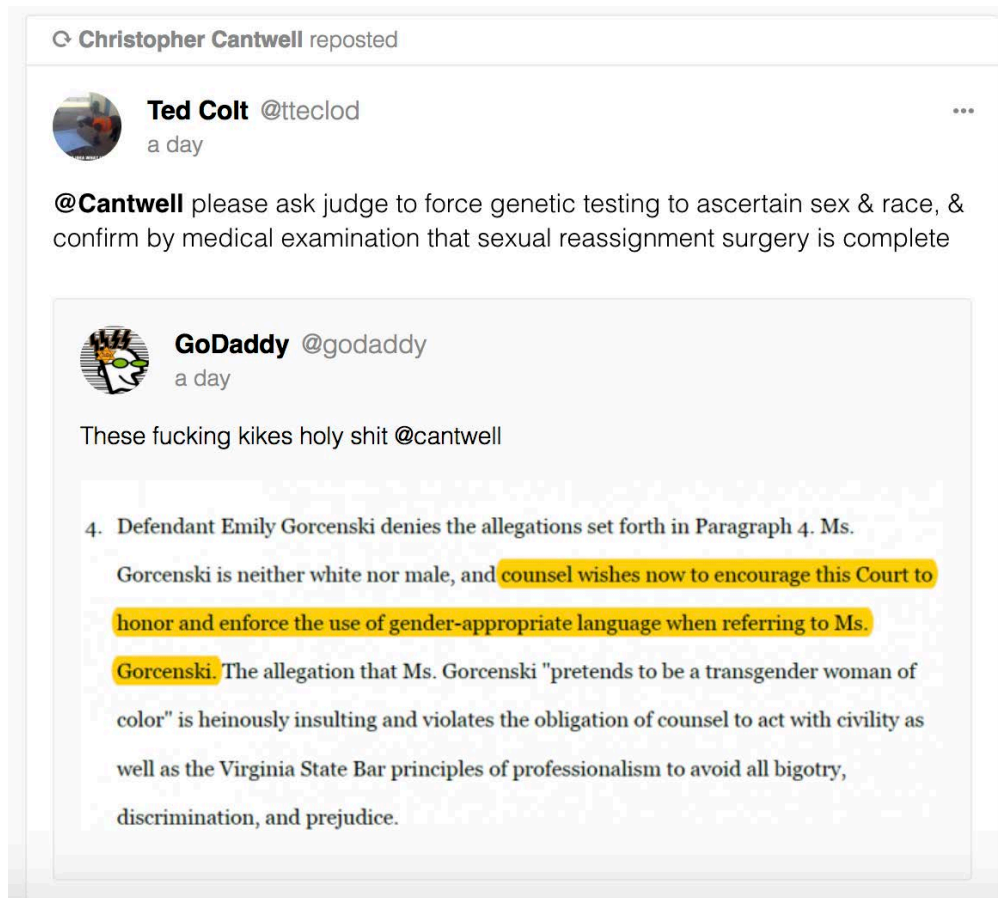 Christopher Cantwell reposted
Ted Colt @tteclod
a day
@Cantwell please ask judge to force genetic testing to ascertain sex & race, &
confirm by medical examination that sexual reassignment surgery is complete
GoDaddy @godaddy
a day
These fucking kikes holy shit @cantwell
4. Defendant Emily Gorcenski denies the allegations set forth in Paragraph 4. Ms.
Gorcenski is neither white nor male, and counsel wishes now to encourage this Court to
honor and enforce the use of gender-appropriate language when referring to Ms.
Gorcenski. The allegation that Ms. Gorcenski "pretends to be a transgender woman of
color" is heinously insulting and violates the obligation of counsel to act with civility as
well as the Virginia State Bar principles of professionalism to avoid all bigotry,
discrimination, and prejudice.